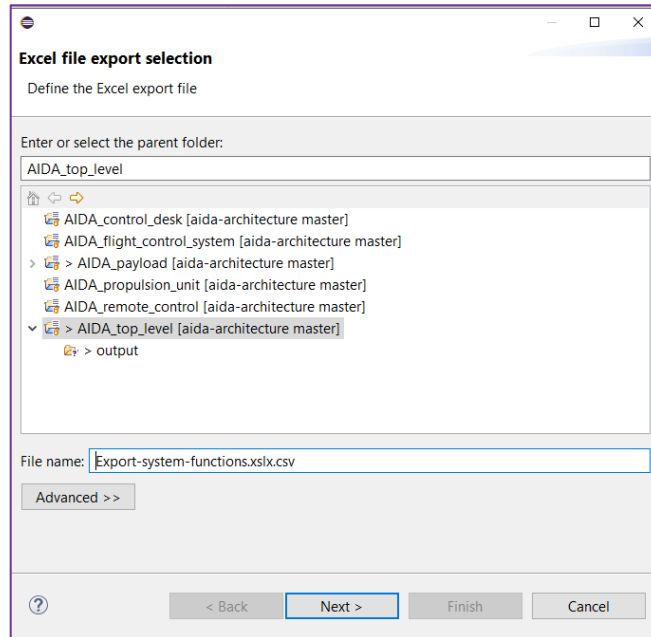 Excel file export selection
Define the Excel export file
Enter or select the parent folder:
AIDA_top_level
AIDA_control_desk [aida-architecture master]
AIDA_flight_control_system [aida-architecture master]
> AIDA_payload [aida-architecture master]
AIDA_propulsion_unit [aida-architecture master]
AIDA_remote_control [aida-architecture master]
> AIDA_top_level [aida-architecture master]
> output
File name: Export-system-functions.xslx.csv
Advanced >>
? < Back Next > Finish Cancel